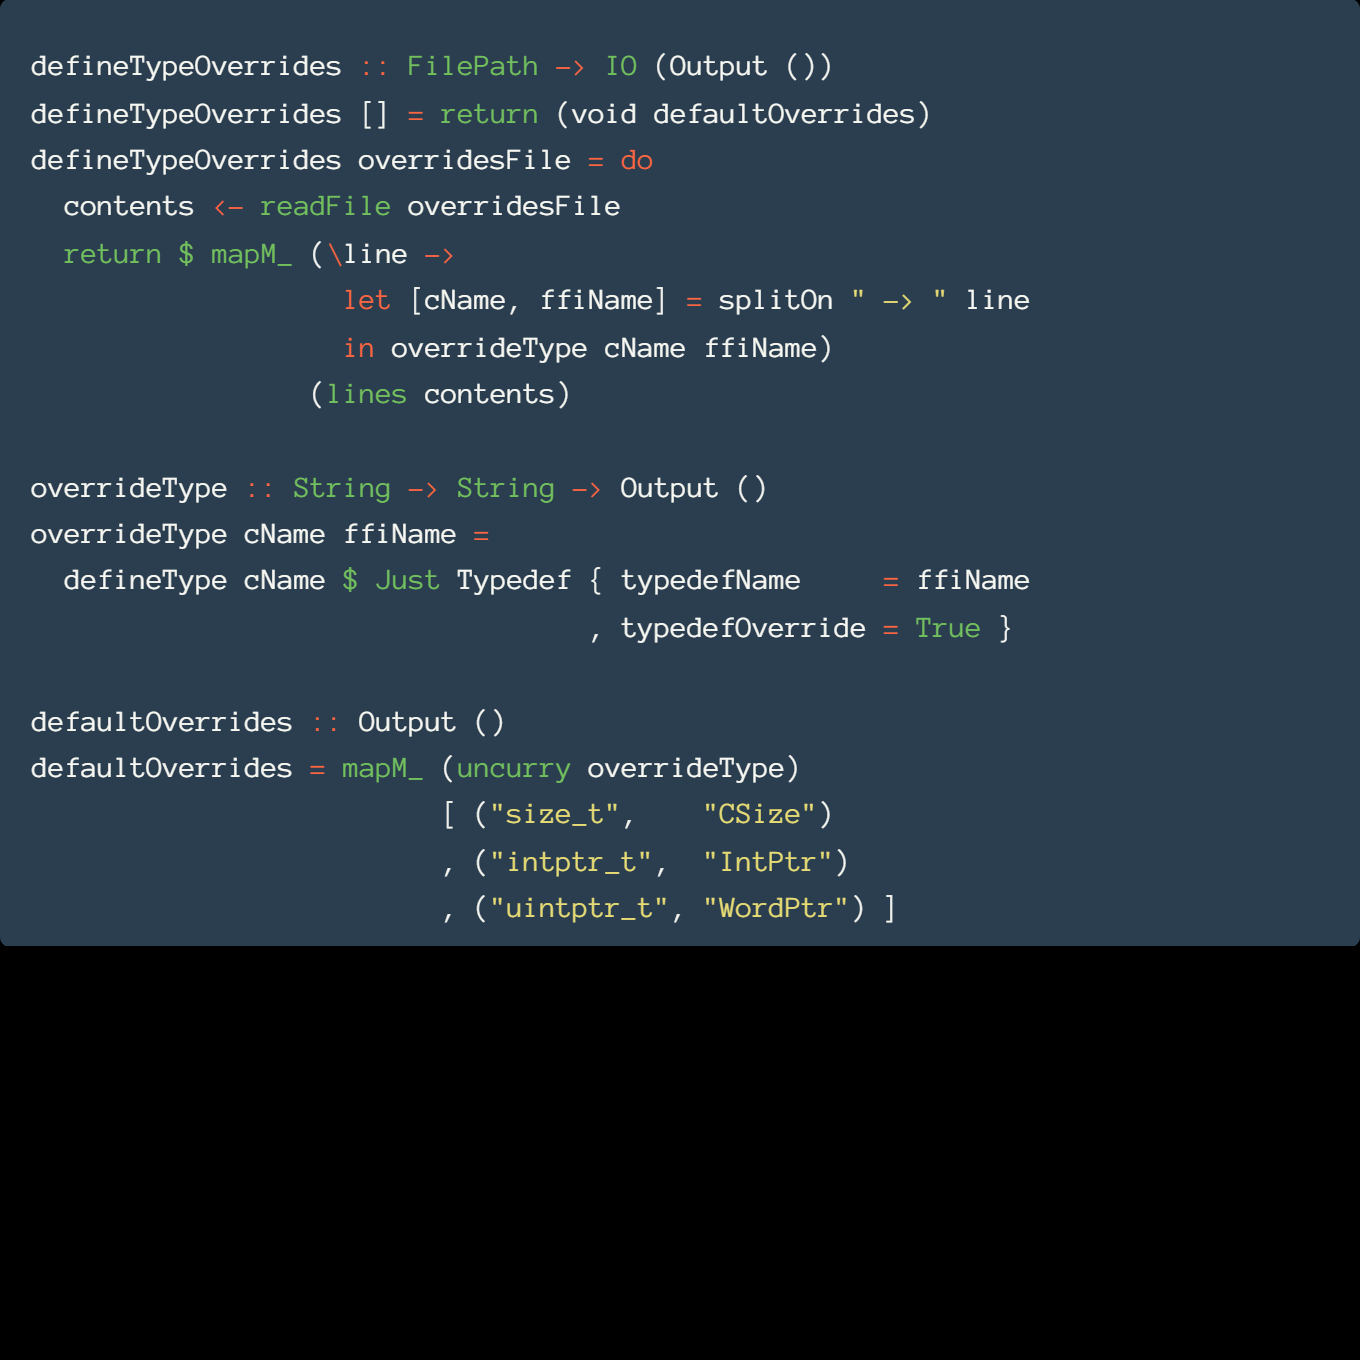 defineTypeOverrides :: FilePath -> IO (Output ())
defineTypeOverrides [] = return (void defaultOverrides)
defineTypeOverrides overridesFile = do
  contents <- readFile overridesFile
  return $ mapM_ (\line ->
                   let [cName, ffiName] = splitOn " -> " line
                   in overrideType cName ffiName)
                 (lines contents)

overrideType :: String -> String -> Output ()
overrideType cName ffiName =
  defineType cName $ Just Typedef { typedefName     = ffiName
                                  , typedefOverride = True }

defaultOverrides :: Output ()
defaultOverrides = mapM_ (uncurry overrideType)
                         [ ("size_t",    "CSize")
                         , ("intptr_t",  "IntPtr")
                         , ("uintptr_t", "WordPtr") ]